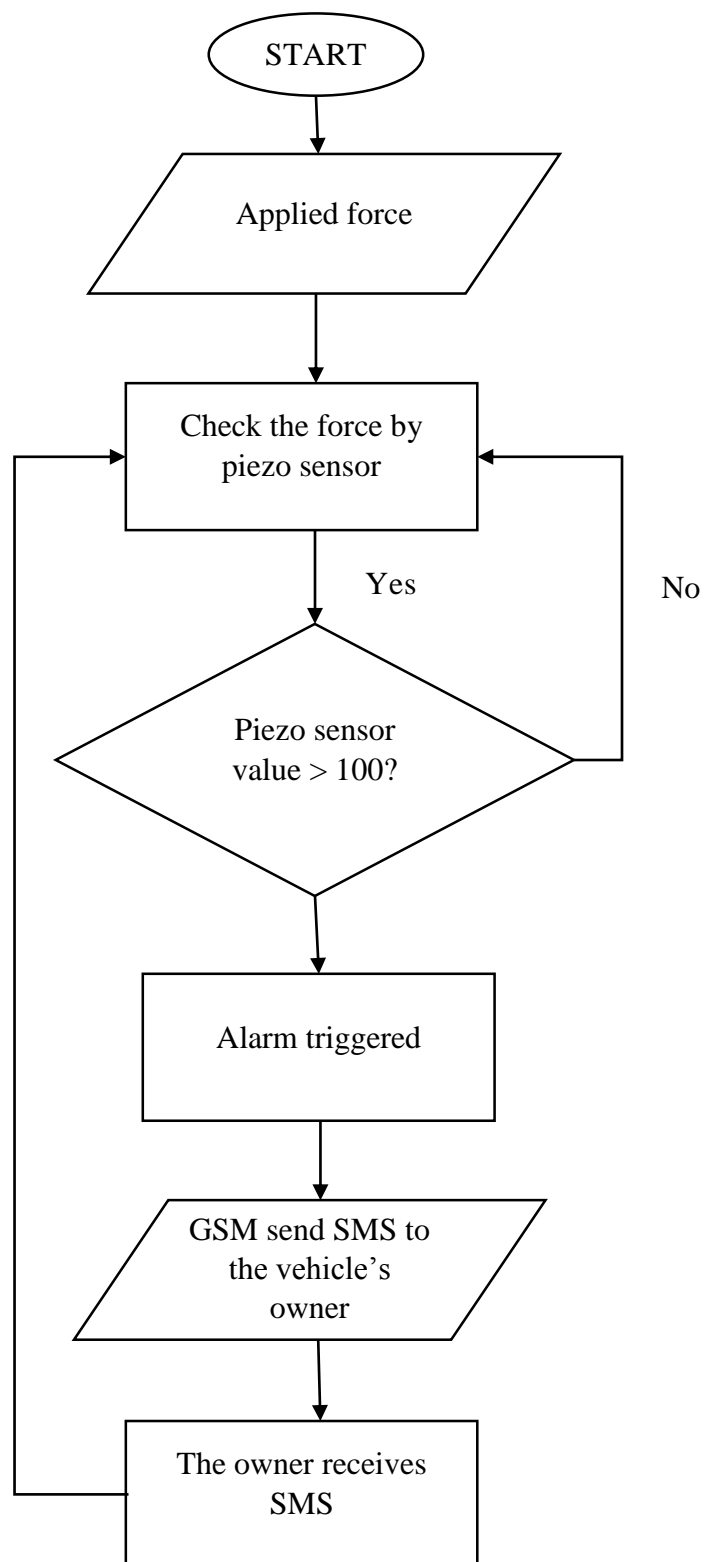 START
Applied force
Check the force by
piezo sensor
Yes
No
Piezo sensor
value > 100?
Alarm triggered
GSM send SMS to
the vehicle’s
owner
The owner receives
SMS